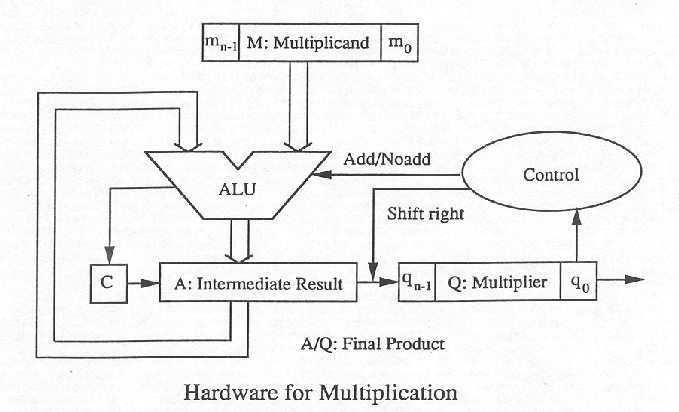 m_{n-1} M: Multiplicand m_0
ALU
Add/Noadd
Control
Shift right
C
A: Intermediate Result
q_{n-1} Q: Multiplier q_0
A/Q: Final Product
Hardware for Multiplication